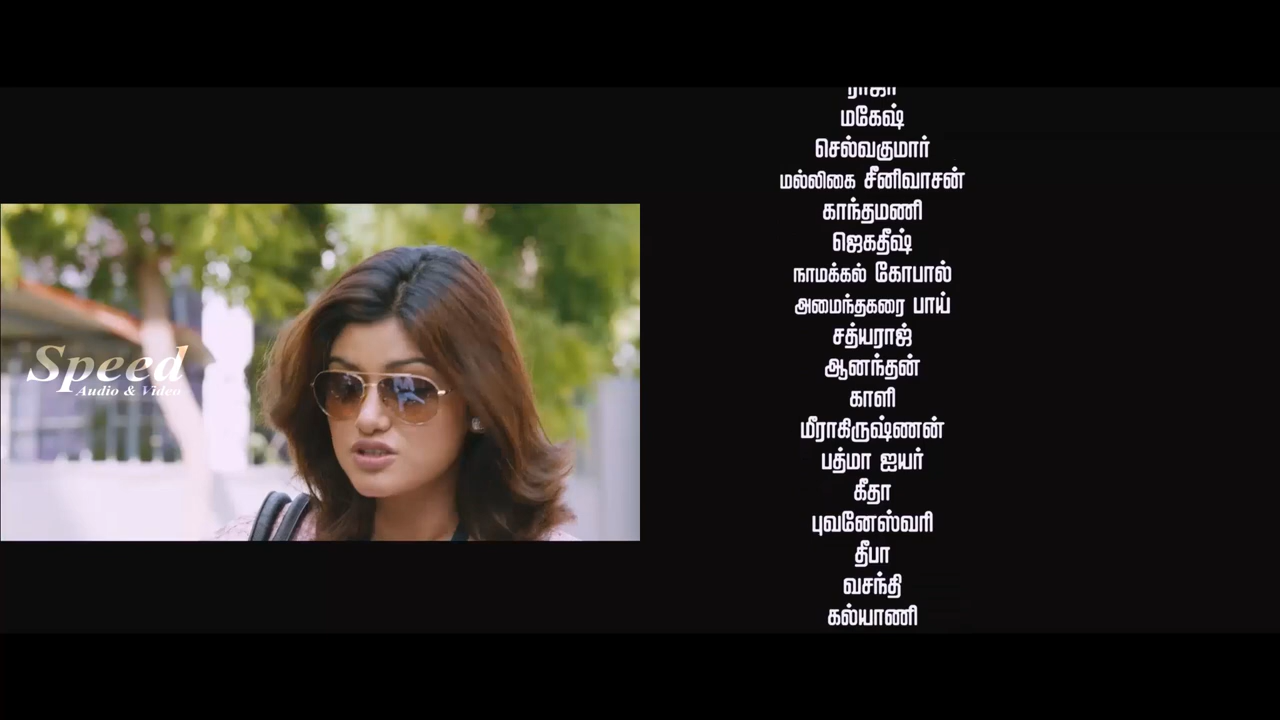 Speed
Audio & Video
மகேஷ்
செல்வகுமார்
மல்லிகை சீனிவாசன்
காந்தமணி
ஜெகதீஷ்
நாமக்கல் கோபால்
அமைந்தகரை பாய்
சத்யராஜ்
ஆனந்தன்
காளி
மீராகிருஷ்ணன்
பத்மா ஐயர்
கீதா
புவனேஸ்வரி
தீபா
வசந்தி
கல்யாணி